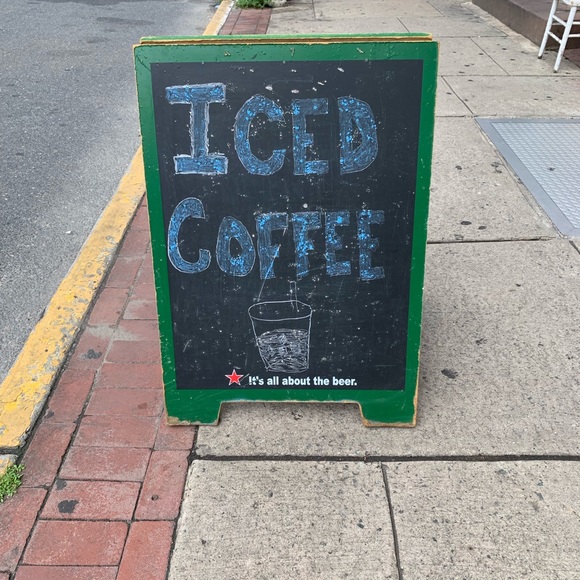 ICED
COFFEE
It's all about the beer.